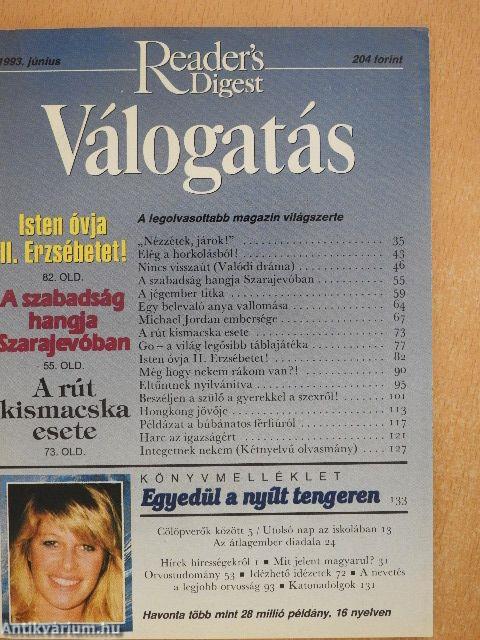 1993. június
Reader's
Digest
204 forint
Válogatás
Isten óvja
II. Erzsébetet!
82. OLD.
A szabadság
hangja
Szarajevóban
55. OLD.
A rút
kismacska
esete
73. OLD.
A legolvasottabb magazin világszerte
„Nézzétek, járok!" 35
Elég a horkolásból! 43
Nincs visszaút (Valódi dráma) 46
A szabadság hangja Szarajevóban 55
A jégember titka 59
Egy belevaló anya vallomása 64
Michael Jordan embersége 67
A rút kismacska esete 73
Go – a világ legősibb táblajátéka 77
Isten óvja II. Erzsébetet! 82
Még hogy nekem rákom van?! 90
Eltűntnek nyilvánítva 95
Beszéljen a szülő a gyerekkel a szexről! 101
Hongkong jövője 113
Példázat a búbánatos férfiúról 117
Harc az igazságért 121
Integetnek nekem (Kétnyelvű olvasmány) 127
KÖNYVMELLÉKLET
Egyedül a nyílt tengeren 133
Cölöpverők között 5 / Utolsó nap az iskolában 13
Az átlagember diadala 24
Hírek hírességekről 1 ■ Mit jelent magyarul? 31
Orvostudomány 53 ■ Idézhető idézetek 72 ■ A nevetés
a legjobb orvosság 93 ■ Katonadolgok 131
Havonta több mint 28 millió példány, 16 nyelven
Antikvárium.hu